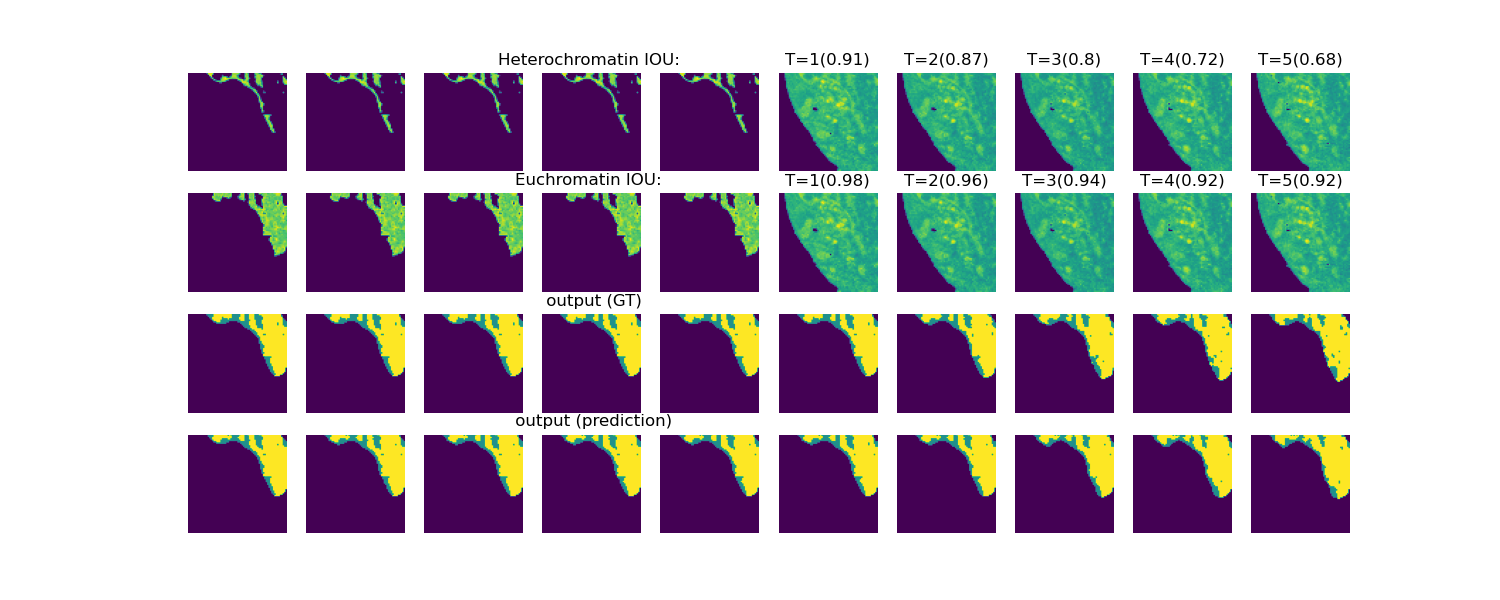 Heterochromatin IOU: T=1(0.91) T=2(0.87) T=3(0.8) T=4(0.72) T=5(0.68)
Euchromatin IOU: T=1(0.98) T=2(0.96) T=3(0.94) T=4(0.92) T=5(0.92)
output (GT)
output (prediction)